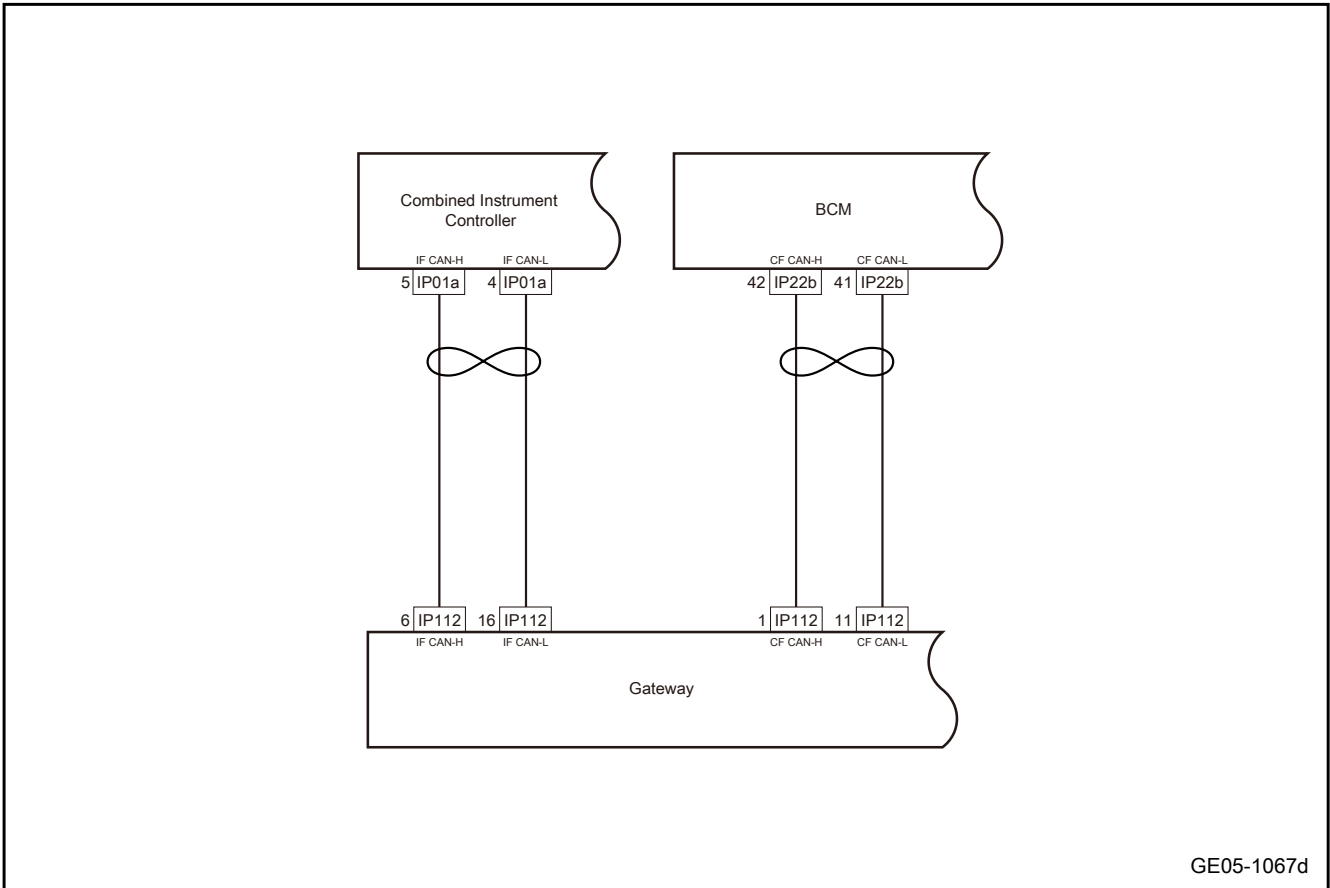 Combined Instrument
Controller
BCM
IF CAN-H IF CAN-L
CF CAN-H CF CAN-L
5 IP01a 4 IP01a
42 IP22b 41 IP22b
6 IP112 16 IP112
1 IP112 11 IP112
IF CAN-H IF CAN-L
CF CAN-H CF CAN-L
Gateway
GE05-1067d